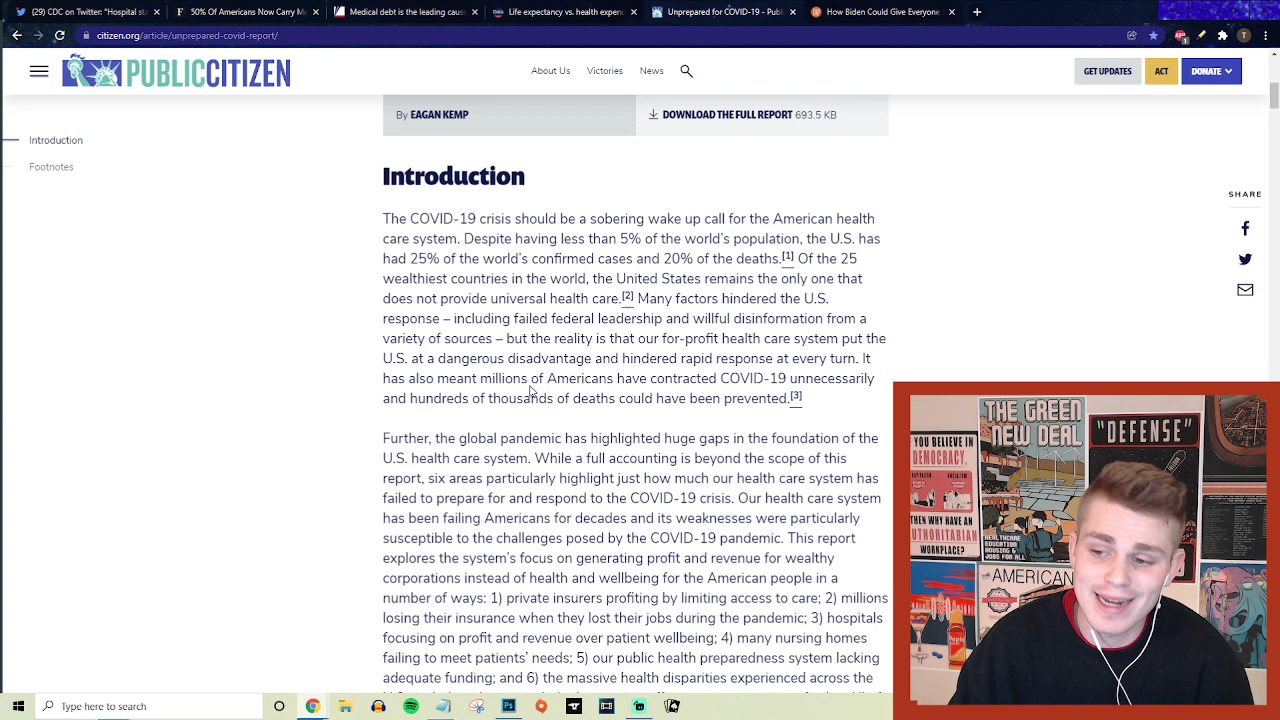 (29) CDC on Twitter: "Hospital s
50% Of Americans Now Carry Me
Medical debt is the leading cause
Life expectancy vs. health expen
Unprepared for COVID-19 - Publ
How Biden Could Give Everyone
citizen.org/article/unprepared-covid-report/
PUBLICCITIZEN
About Us
Victories
News
GET UPDATES
ACT
DONATE
By EAGAN KEMP
DOWNLOAD THE FULL REPORT 693.5 KB
Introduction
Footnotes
Introduction
The COVID-19 crisis should be a sobering wake up call for the American health
care system. Despite having less than 5% of the world's population, the U.S. has
had 25% of the world's confirmed cases and 20% of the deaths.[1] Of the 25
wealthiest countries in the world, the United States remains the only one that
does not provide universal health care.[2] Many factors hindered the U.S.
response – including failed federal leadership and willful disinformation from a
variety of sources – but the reality is that our for-profit health care system put the
U.S. at a dangerous disadvantage and hindered rapid response at every turn. It
has also meant millions of Americans have contracted COVID-19 unnecessarily
and hundreds of thousands of deaths could have been prevented.[3]
Further, the global pandemic has highlighted huge gaps in the foundation of the
U.S. health care system. While a full accounting is beyond the scope of this
report, six areas particularly highlight just how much our health care system has
failed to prepare for and respond to the COVID-19 crisis. Our health care system
has been failing Americans for decades and its weaknesses were particularly
susceptible to the challenges posed by the COVID-19 pandemic. This report
explores the system's focus on generating profit and revenue for wealthy
corporations instead of health and wellbeing for the American people in a
number of ways: 1) private insurers profiting by limiting access to care; 2) millions
losing their insurance when they lost their jobs during the pandemic; 3) hospitals
focusing on profit and revenue over patient wellbeing; 4) many nursing homes
failing to meet patients' needs; 5) our public health preparedness system lacking
adequate funding; and 6) the massive health disparities experienced across the
SHARE
YOU BELIEVE IN
DEMOCRACY,
THEN WHY HAVE AN
AUTHORITARIAN
WORKPLACE?
THE GREEN
NEW DEAL
HEALTHCARE
EDUCATION
HOUSING
JOBS FOR ALL
"DEFENSE"
THE
AMERICAN
Type here to search